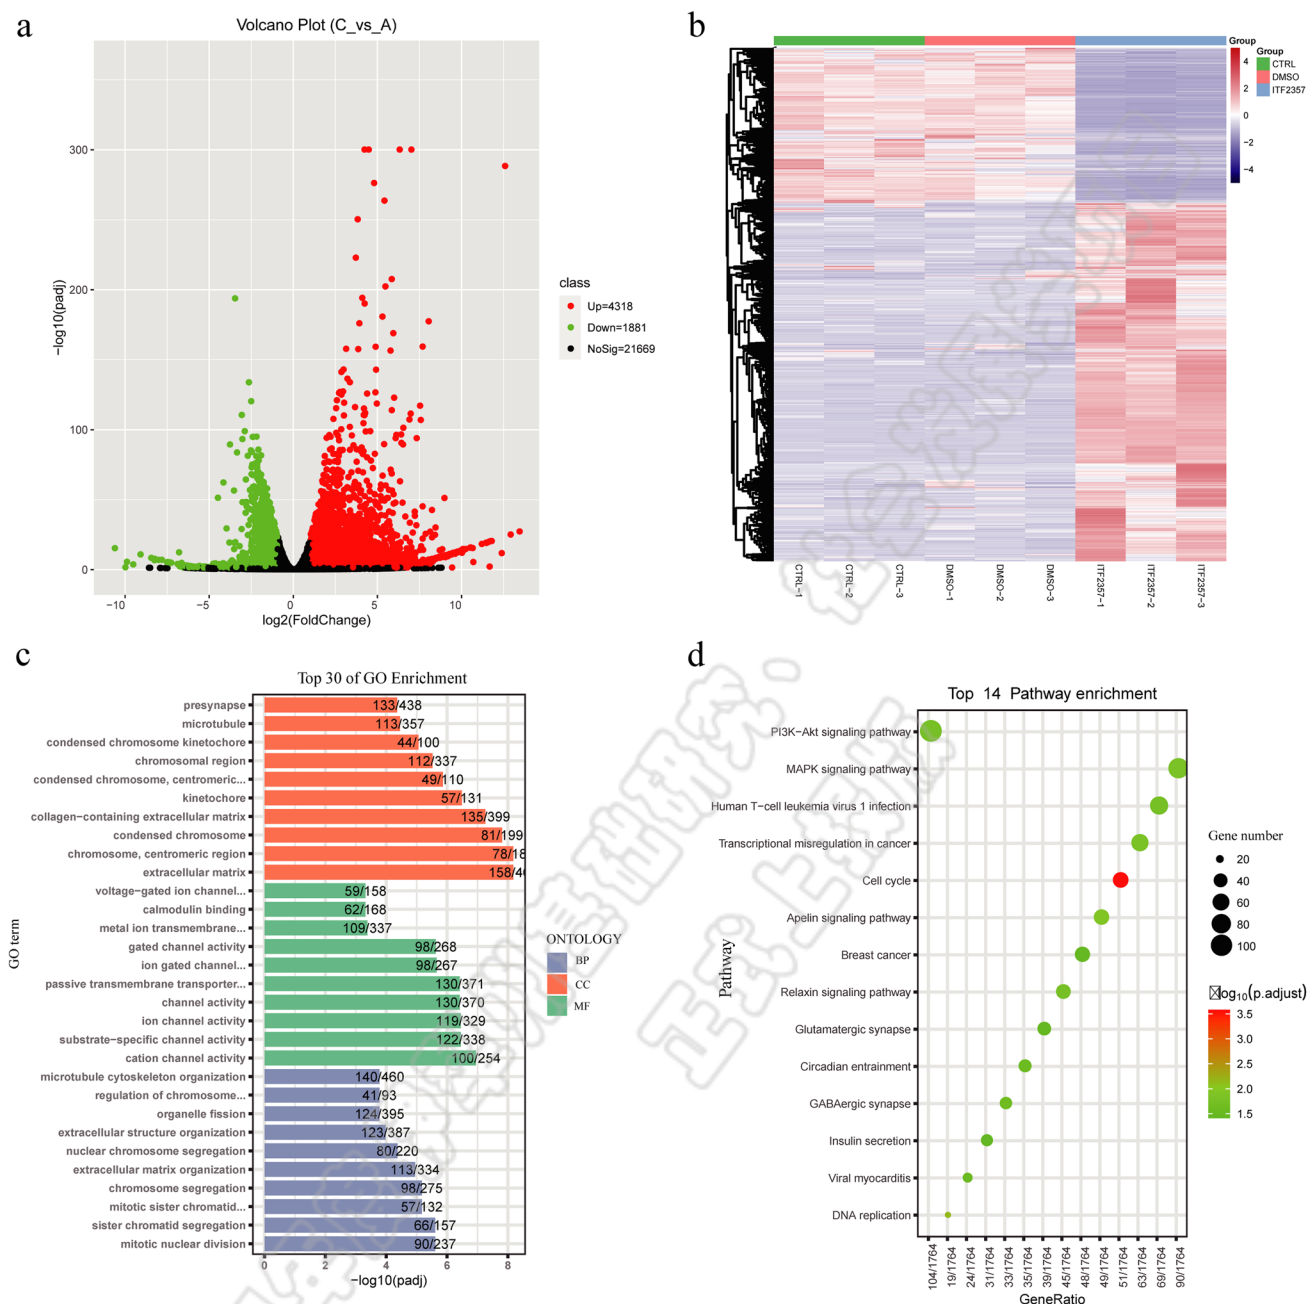 a
Volcano Plot (C_vs_A)
−log10(padj)
300
200
100
0
−10
−5
0
5
10
log2(FoldChange)
class
Up=4318
Down=1881
NoSig=21669
b
Group
Group
CTRL
DMSO
ITF2357
4
2
0
−2
−4
CTRL−1
CTRL−2
CTRL−3
DMSO−1
DMSO−2
DMSO−3
ITF2357−1
ITF2357−2
ITF2357−3
c
Top 30 of GO Enrichment
GO term
presynapse 133/438
microtubule 113/357
condensed chromosome kinetochore 44/100
chromosomal region 112/337
condensed chromosome, centromeric... 49/110
kinetochore 57/131
collagen-containing extracellular matrix 135/399
condensed chromosome 81/199
chromosome, centromeric region 78/18
extracellular matrix 158/4
voltage-gated ion channel... 59/158
calmodulin binding 62/168
metal ion transmembrane... 109/337
gated channel activity 98/268
ion gated channel... 98/267
passive transmembrane transporter... 130/371
channel activity 130/370
ion channel activity 119/329
substrate-specific channel activity 122/338
cation channel activity 100/254
microtubule cytoskeleton organization 140/460
regulation of chromosome... 41/93
organelle fission 124/395
extracellular structure organization 123/387
nuclear chromosome segregation 80/220
extracellular matrix organization 113/334
chromosome segregation 98/275
mitotic sister chromatid... 57/132
sister chromatid segregation 66/157
mitotic nuclear division 90/237
0
2
4
6
8
−log10(padj)
ONTOLOGY
BP
CC
MF
d
Top 14 Pathway enrichment
Pathway
PI3K−Akt signaling pathway
MAPK signaling pathway
Human T−cell leukemia virus 1 infection
Transcriptional misregulation in cancer
Cell cycle
Apelin signaling pathway
Breast cancer
Relaxin signaling pathway
Glutamatergic synapse
Circadian entrainment
GABAergic synapse
Insulin secretion
Viral myocarditis
DNA replication
104/1764
19/1764
24/1764
31/1764
33/1764
35/1764
39/1764
45/1764
48/1764
49/1764
51/1764
63/1764
69/1764
90/1764
GeneRatio
Gene number
20
40
60
80
100
log10(p.adjust)
3.5
3.0
2.5
2.0
1.5